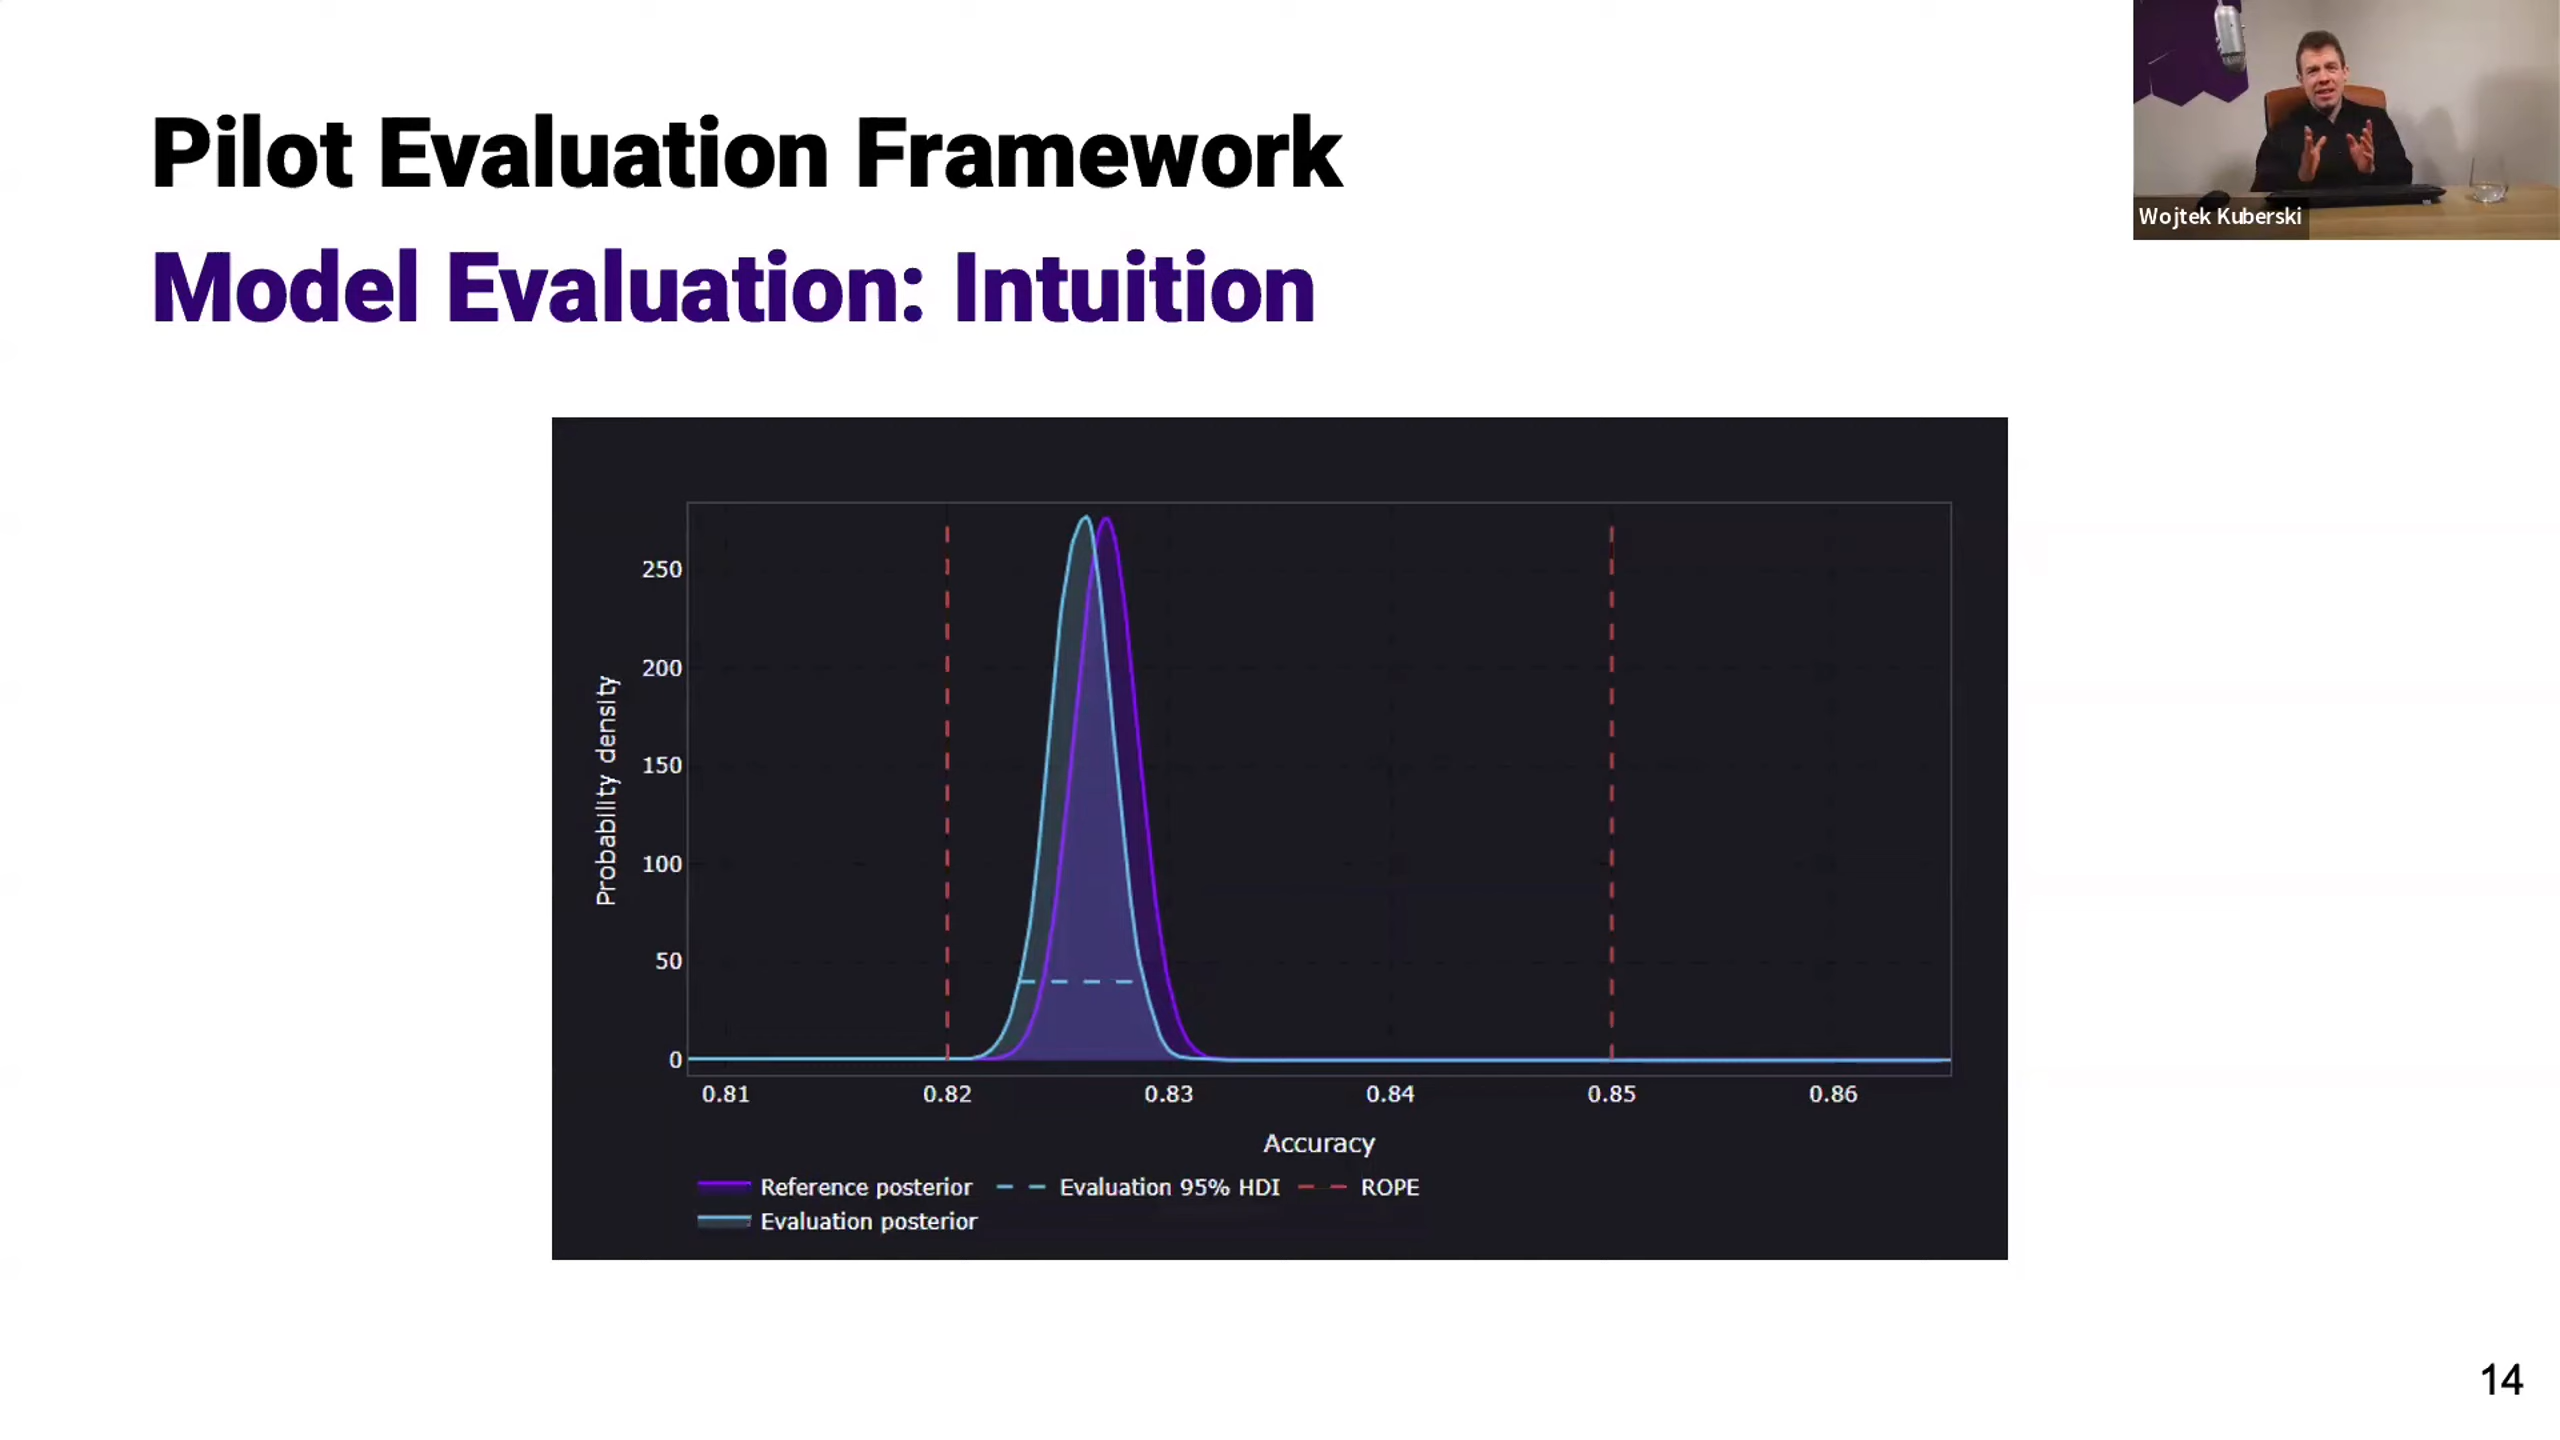 Pilot Evaluation Framework
Model Evaluation: Intuition
Wojtek Kuberski
250
200
150
100
50
0
Probability density
0.81 0.82 0.83 0.84 0.85 0.86
Accuracy
Reference posterior Evaluation 95% HDI ROPE
Evaluation posterior
14